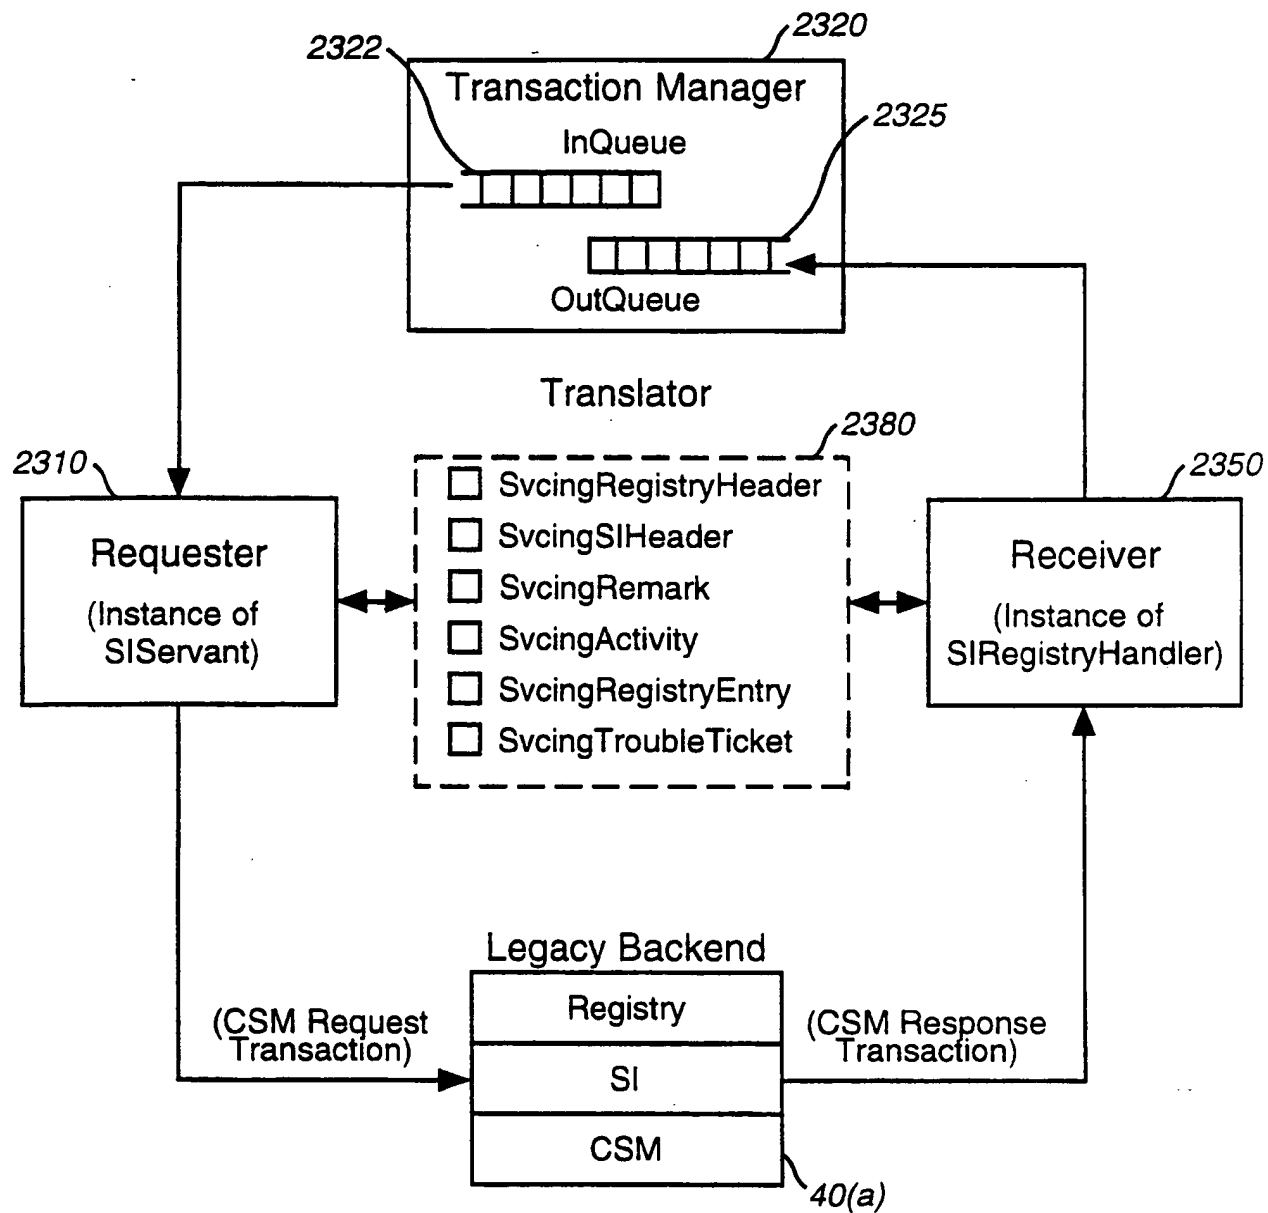 2320
2322
Transaction Manager
2325
InQueue
OutQueue
Translator
2380
2310
2350
SvcingRegistryHeader
SvcingSIHeader
SvcingRemark
SvcingActivity
SvcingRegistryEntry
SvcingTroubleTicket
Requester
(Instance of
SIServant)
Receiver
(Instance of
SIRegistryHandler)
Legacy Backend
Registry
SI
CSM
(CSM Request
Transaction)
(CSM Response
Transaction)
40(a)